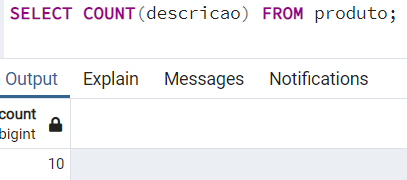 SELECT COUNT(descricao) FROM produto;
Output Explain Messages Notifications
count
bigint
10